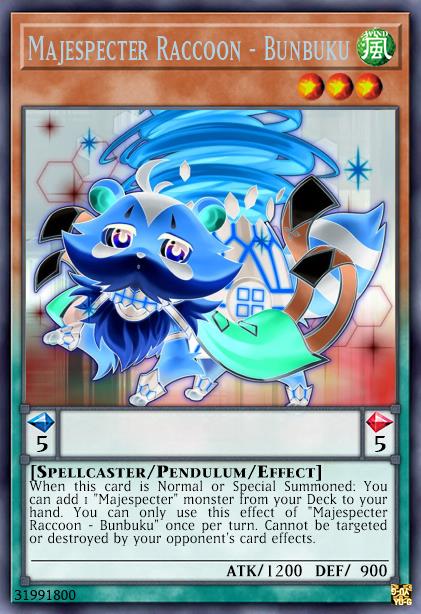 MAJESPECTER RACCOON - BUNBUKU
WIND
風
5
5
[SPELLCASTER/PENDULUM/EFFECT]
When this card is Normal or Special Summoned: You
can add 1 "Majespecter" monster from your Deck to your
hand. You can only use this effect of "Majespecter
Raccoon - Bunbuku" once per turn. Cannot be targeted
or destroyed by your opponent's card effects.
ATK/1200 DEF/ 900
31991800